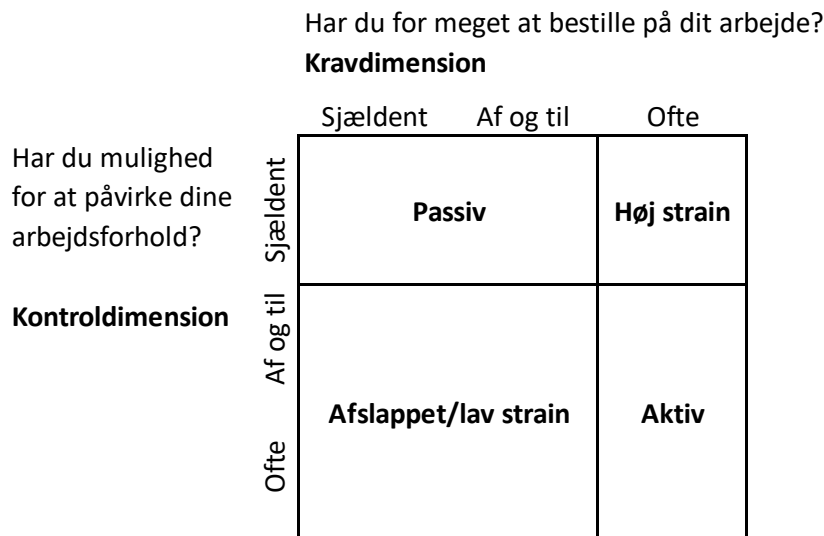 Har du for meget at bestille på dit arbejde?
Kravdimension
Sjældent Af og til Ofte
Har du mulighed
for at påvirke dine
arbejdsforhold?
Kontroldimension
Sjældent
Af og til
Ofte
Passiv
Høj strain
Afslappet/lav strain
Aktiv